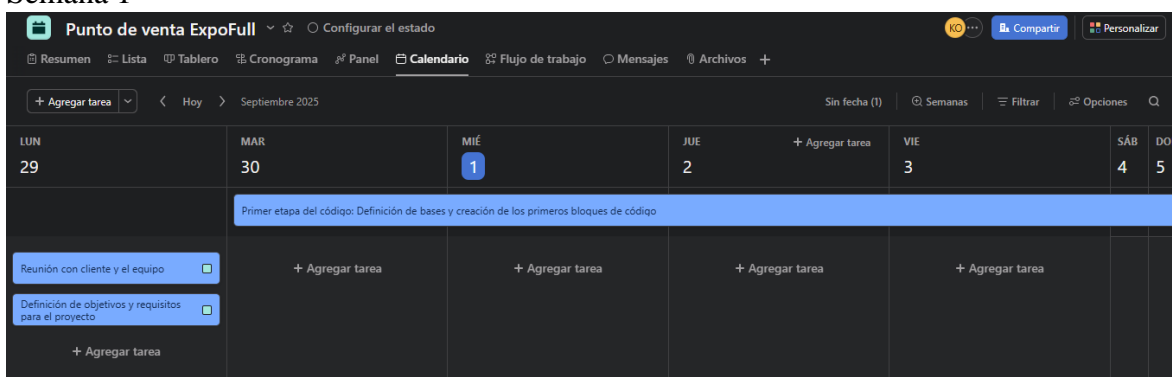 Semana 1
Punto de venta ExpoFull Configurar el estado KO Compartir Personalizar
Resumen Lista Tablero Cronograma Panel Calendario Flujo de trabajo Mensajes Archivos +
+ Agregar tarea < Hoy > Septiembre 2025 Sin fecha (1) Semanas Filtrar Opciones
LUN MAR MIÉ JUE + Agregar tarea VIE SÁB DO
29 30 1 2 3 4 5
Primer etapa del código: Definición de bases y creación de los primeros bloques de código
Reunión con cliente y el equipo + Agregar tarea + Agregar tarea + Agregar tarea + Agregar tarea
Definición de objetivos y requisitos
para el proyecto
+ Agregar tarea